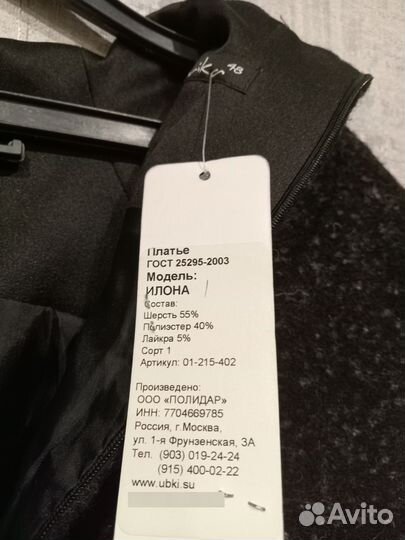 48
Платье
ГОСТ 25295-2003
Модель:
ИЛОНА
Состав:
Шерсть 55%
Полиэстер 40%
Лайкра 5%
Сорт 1
Артикул: 01-215-402
Произведено:
ООО «ПОЛИДАР»
ИНН: 7704669785
Россия, г.Москва,
ул. 1-я Фрунзенская, 3А
Тел. (903) 019-24-24
(915) 400-02-22
www.ubki.su
Avito